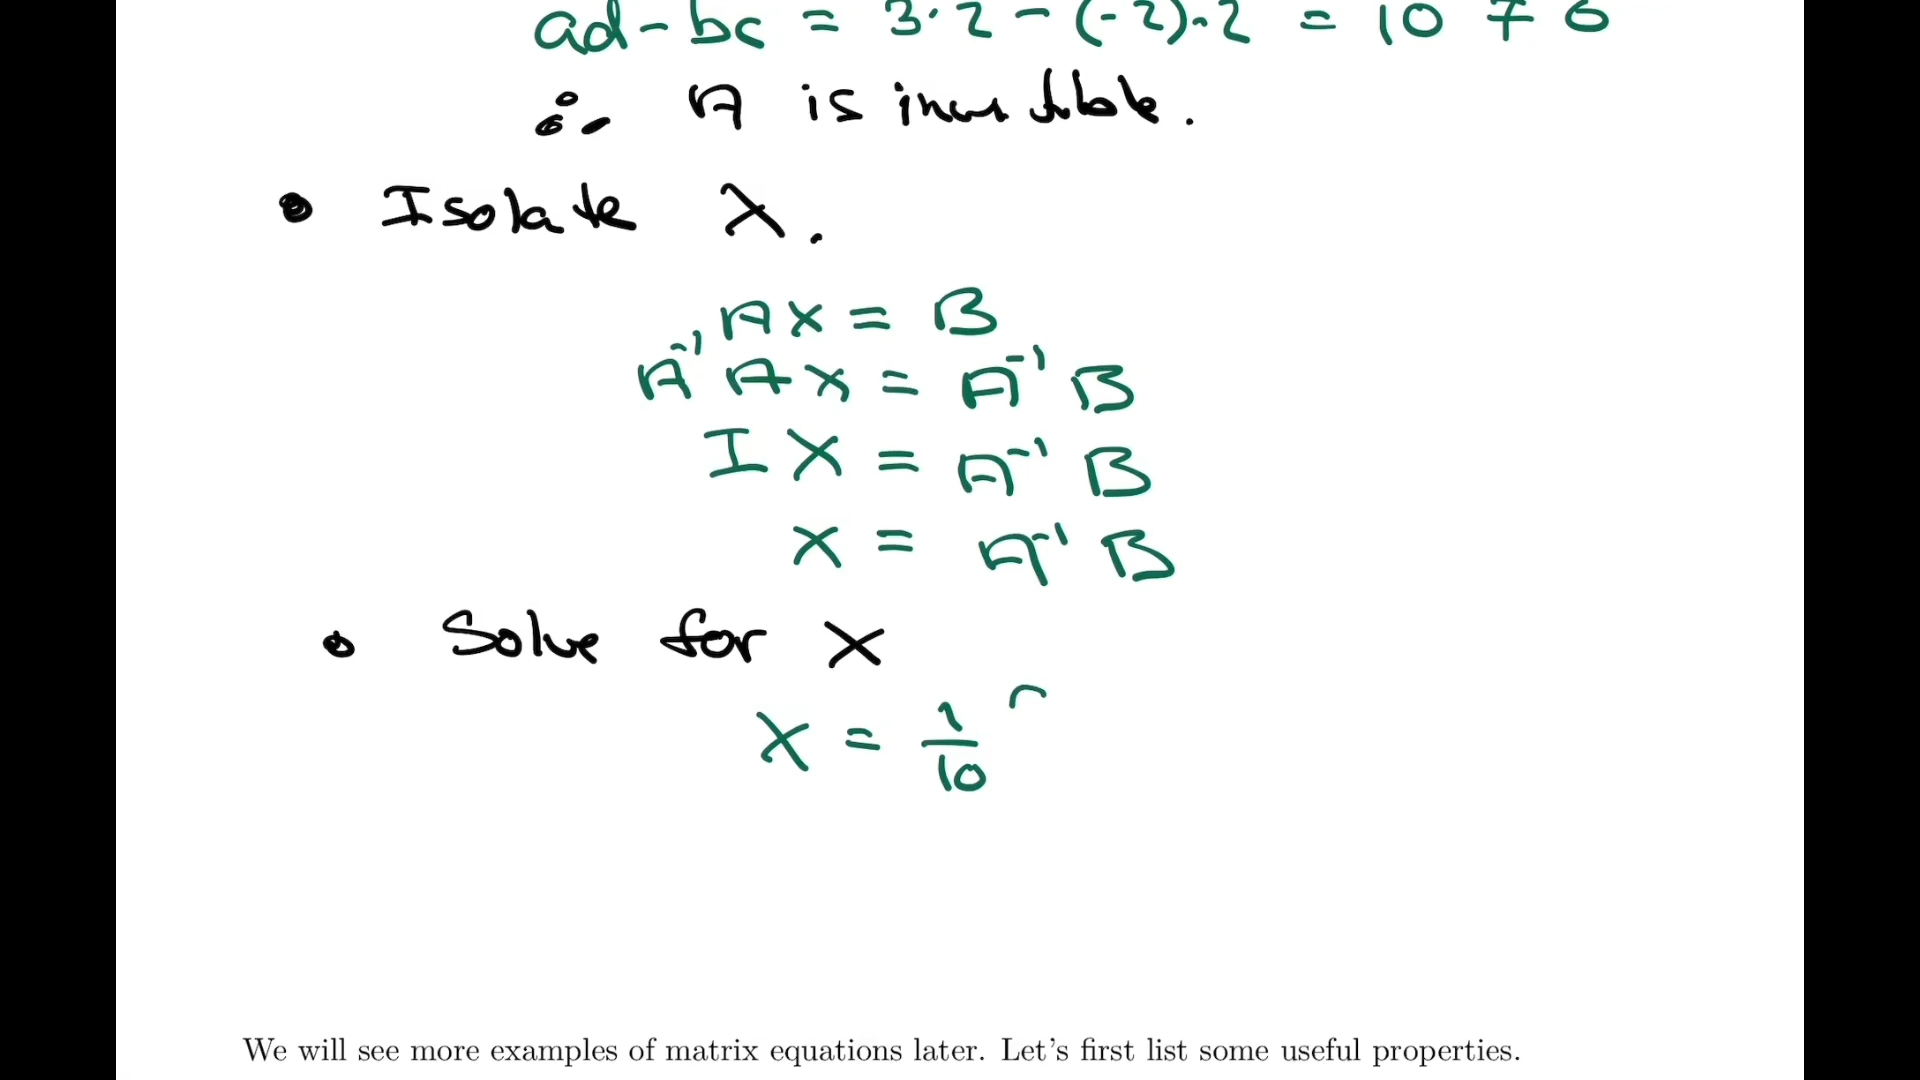 ad - bc = 3·2 - (-2)·2 = 10 ≠ 0
∴ A is invertible.
• Isolate X.
AX = B
A⁻¹AX = A⁻¹B
IX = A⁻¹B
X = A⁻¹B
• Solve for X
X = 1/10 [
We will see more examples of matrix equations later. Let's first list some useful properties.